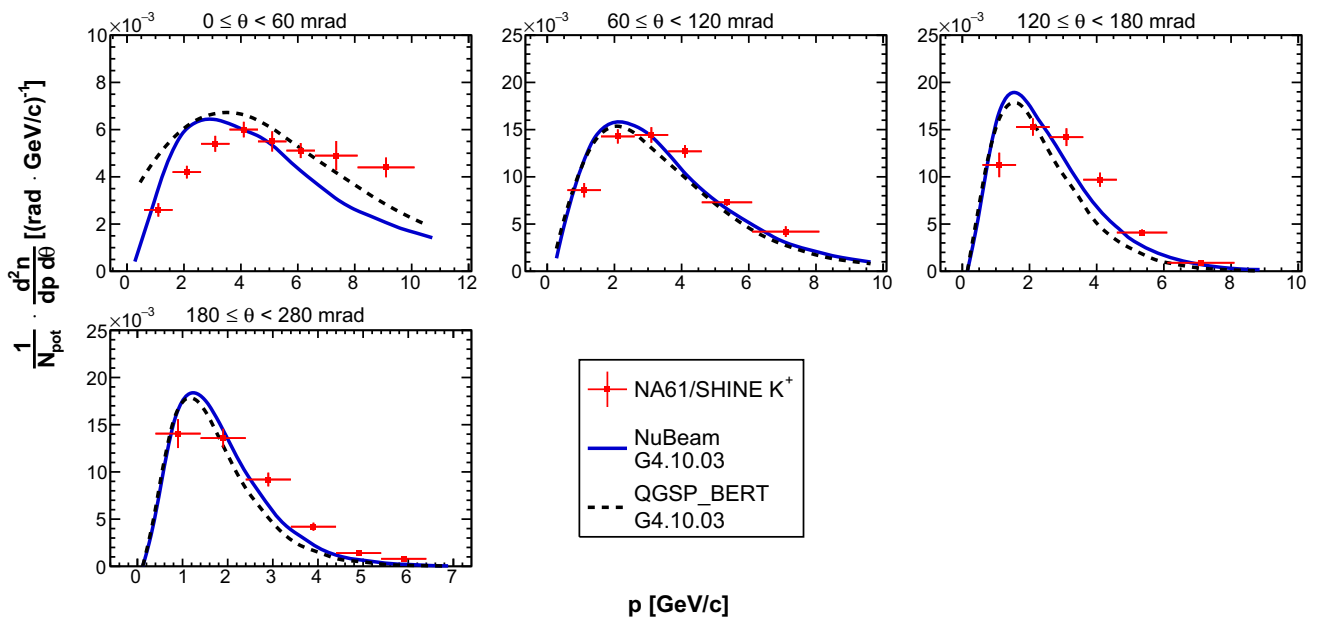 0 ≤ θ < 60 mrad
60 ≤ θ < 120 mrad
120 ≤ θ < 180 mrad
×10⁻³
×10⁻³
×10⁻³
10
8
6
4
2
0
0 2 4 6 8 10 12
25
20
15
10
5
0
0 2 4 6 8 10
25
20
15
10
5
0
0 2 4 6 8 10
1/N_pot · d²n/dp dθ [(rad · GeV/c)⁻¹]
180 ≤ θ < 280 mrad
×10⁻³
25
20
15
10
5
0
0 1 2 3 4 5 6 7
NA61/SHINE K⁺
NuBeam
G4.10.03
QGSP_BERT
G4.10.03
p [GeV/c]